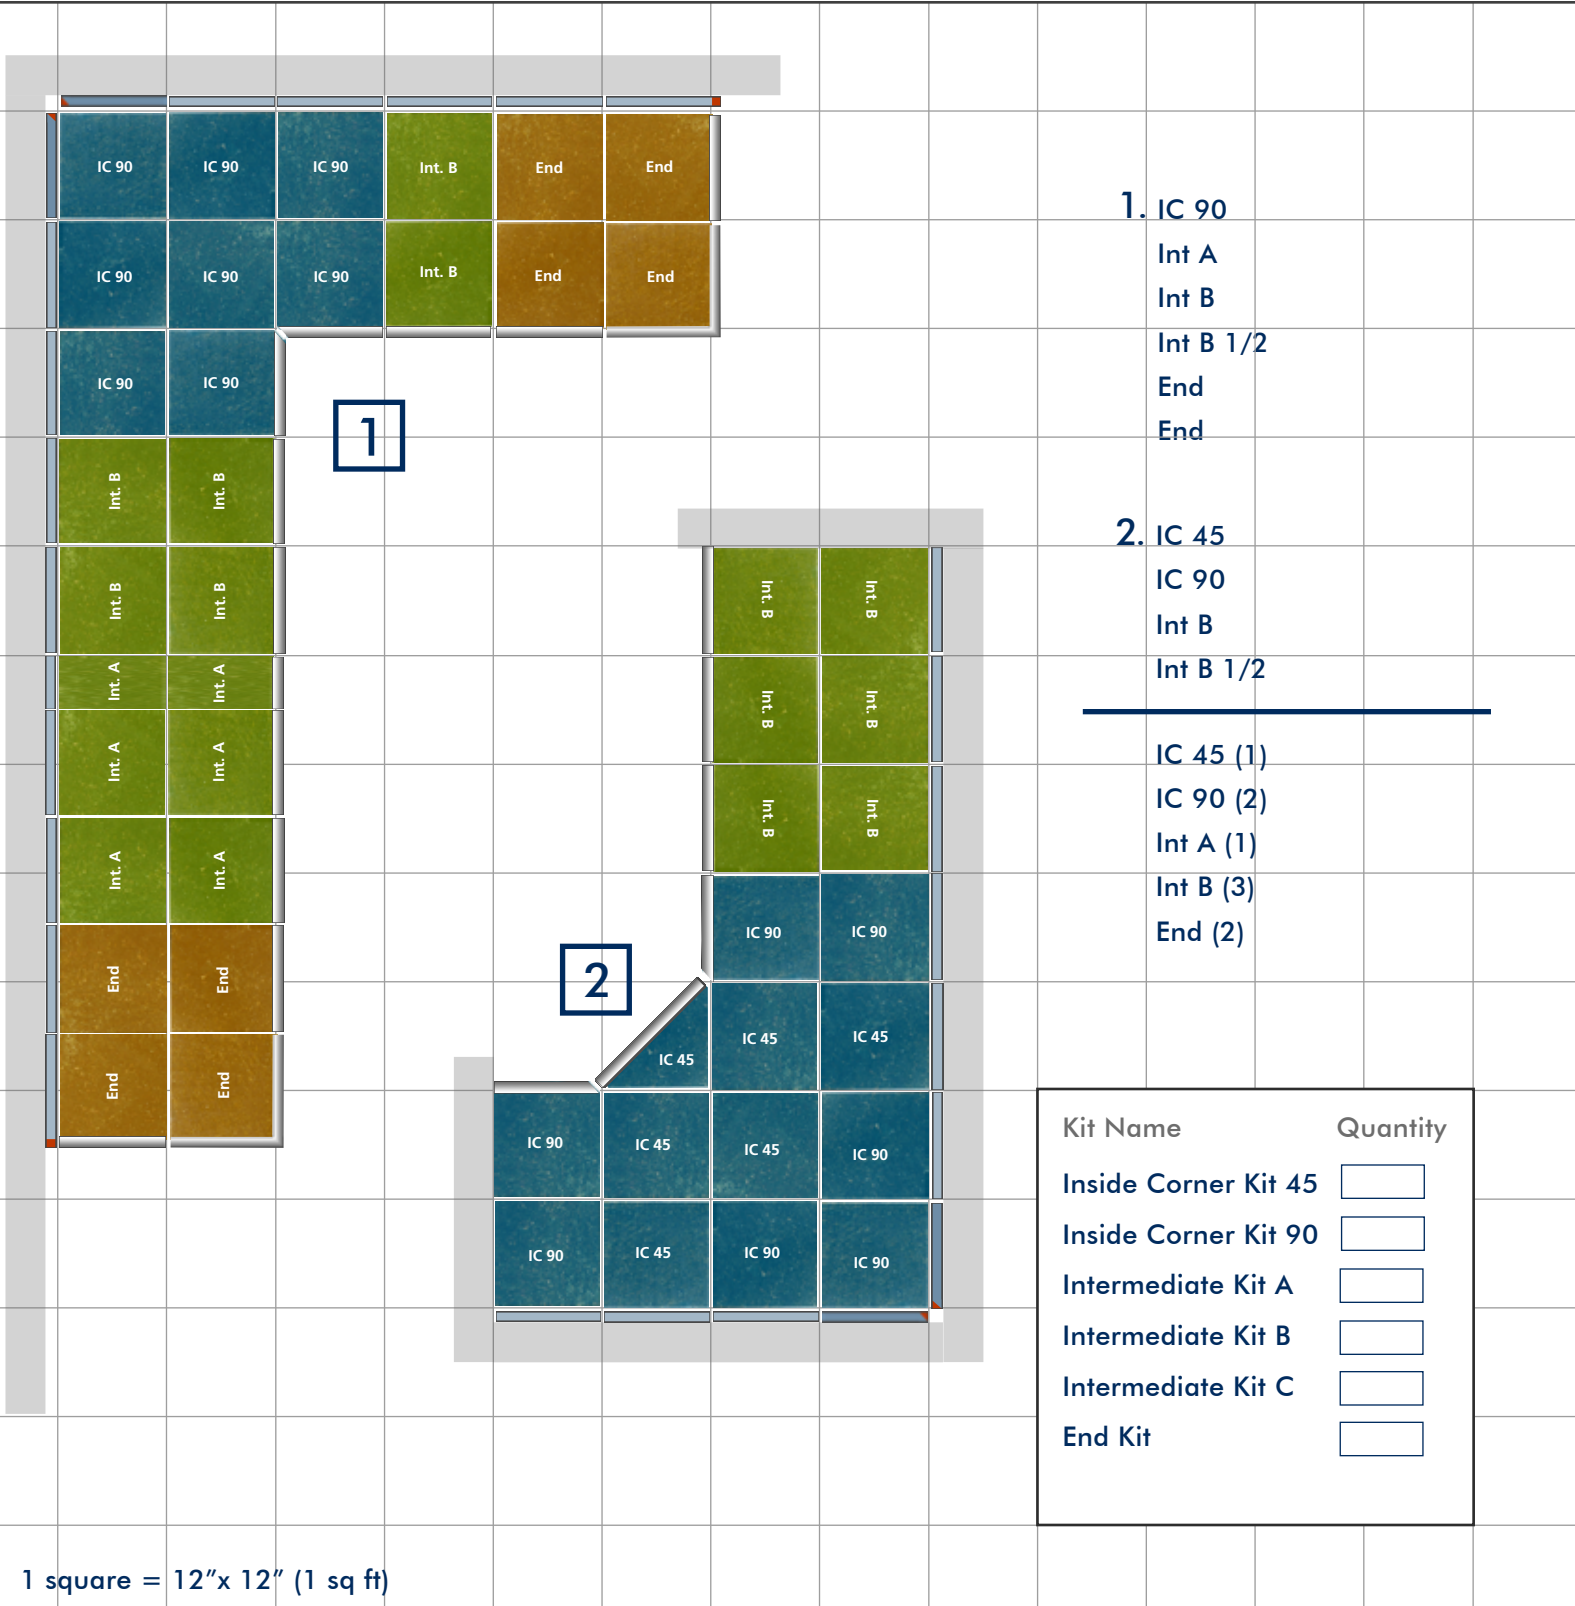 IC 90 IC 90 IC 90 Int. B End End
IC 90 IC 90 IC 90 Int. B End End
IC 90 IC 90
Int. B Int. B
Int. B Int. B
Int. A Int. A
Int. A Int. A
Int. A Int. A
End End
End End
1
Int. B Int. B
Int. B Int. B
Int. B Int. B
IC 90 IC 90
IC 45 IC 45 IC 45
IC 90 IC 45 IC 45 IC 90
IC 90 IC 45 IC 90 IC 90
2
1. IC 90
Int A
Int B
Int B 1/2
End
End
2. IC 45
IC 90
Int B
Int B 1/2
IC 45 (1)
IC 90 (2)
Int A (1)
Int B (3)
End (2)
Kit Name Quantity
Inside Corner Kit 45
Inside Corner Kit 90
Intermediate Kit A
Intermediate Kit B
Intermediate Kit C
End Kit
1 square = 12”x 12” (1 sq ft)